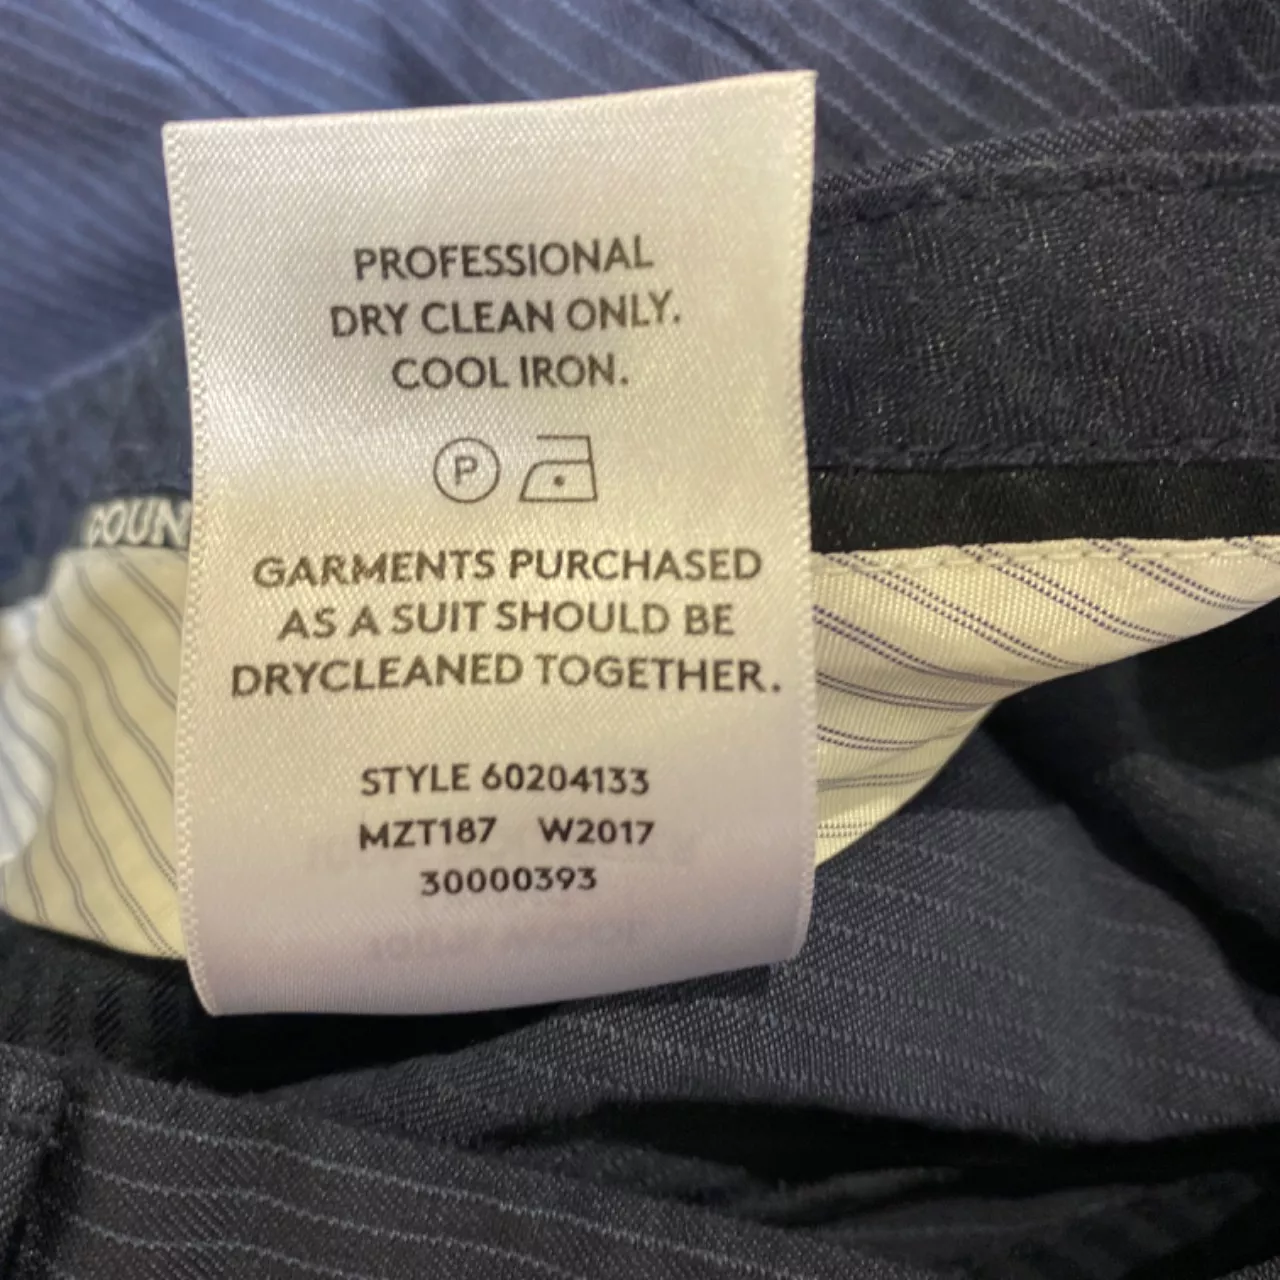 PROFESSIONAL
DRY CLEAN ONLY.
COOL IRON.
P
COUN
GARMENTS PURCHASED
AS A SUIT SHOULD BE
DRYCLEANED TOGETHER.
STYLE 60204133
MZT187 W2017
30000393